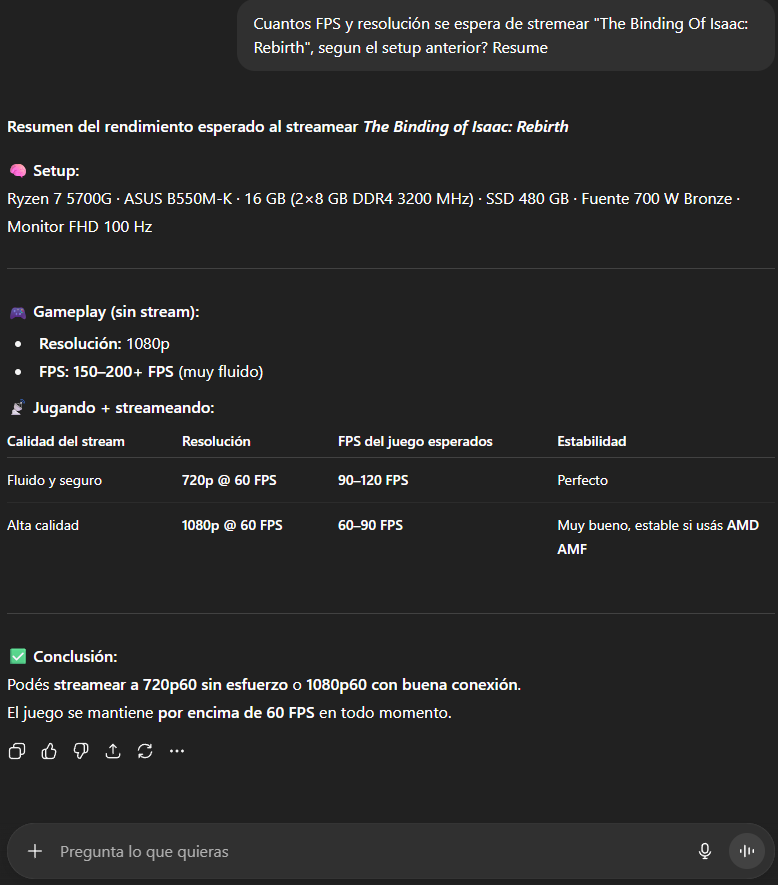 Cuantos FPS y resolución se espera de stremear "The Binding Of Isaac:
Rebirth", segun el setup anterior? Resume
Resumen del rendimiento esperado al streamear The Binding of Isaac: Rebirth
🧠 Setup:
Ryzen 7 5700G · ASUS B550M-K · 16 GB (2×8 GB DDR4 3200 MHz) · SSD 480 GB · Fuente 700 W Bronze ·
Monitor FHD 100 Hz
🎮 Gameplay (sin stream):
• Resolución: 1080p
• FPS: 150–200+ FPS (muy fluido)
📡 Jugando + streameando:
Calidad del stream Resolución FPS del juego esperados Estabilidad
Fluido y seguro 720p @ 60 FPS 90–120 FPS Perfecto
Alta calidad 1080p @ 60 FPS 60–90 FPS Muy bueno, estable si usás AMD
AMF
✅ Conclusión:
Podés streamear a 720p60 sin esfuerzo o 1080p60 con buena conexión.
El juego se mantiene por encima de 60 FPS en todo momento.
Pregunta lo que quieras